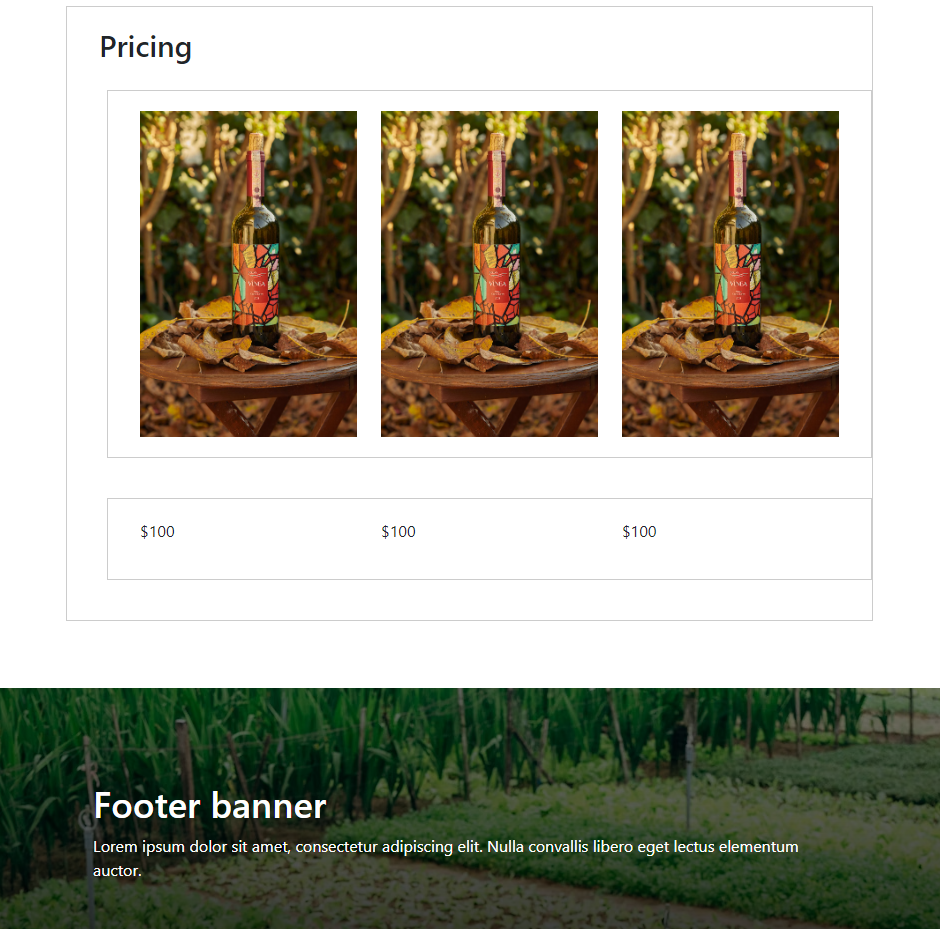 Pricing
$100 $100 $100
Footer banner
Lorem ipsum dolor sit amet, consectetur adipiscing elit. Nulla convallis libero eget lectus elementum
auctor.